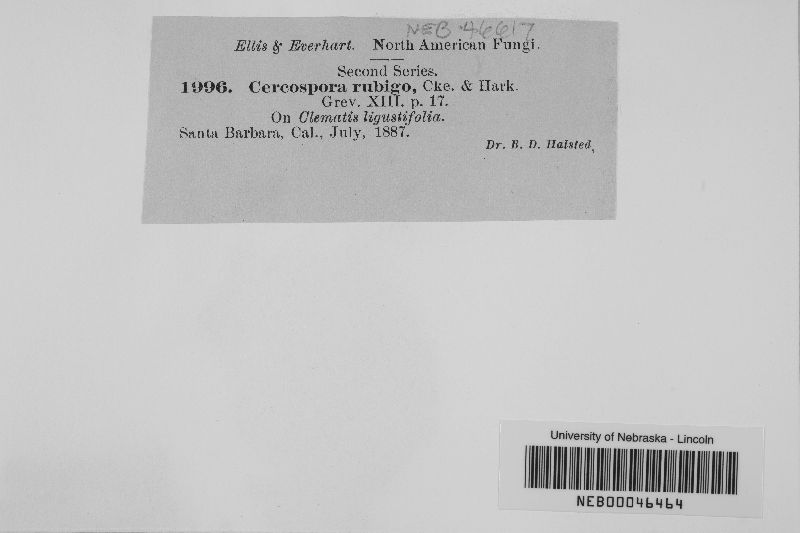 NEB 46617
Ellis & Everhart. North American Fungi.
Second Series.
1996. Cercospora rubigo, Cke. & Hark.
Grev. XIII. p. 17.
On Clematis ligustifolia.
Santa Barbara, Cal., July, 1887.
Dr. B. D. Halsted,
University of Nebraska - Lincoln
NEB00046464